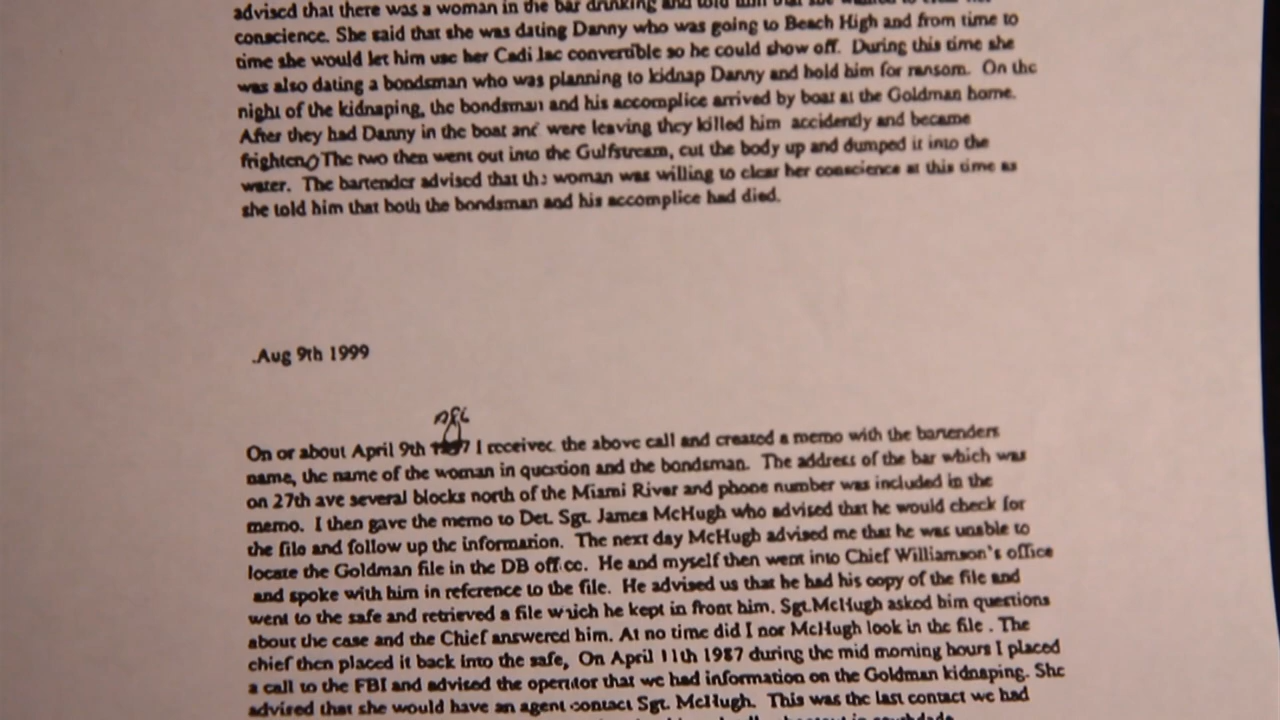 advised that there was a woman in the bar drinking and told him that she wanted to clear her
conscience. She said that she was dating Danny who was going to Beach High and from time to
time she would let him use her Cadi lac convertible so he could show off. During this time she
was also dating a bondsman who was planning to kidnap Danny and hold him for ransom. On the
night of the kidnaping, the bondsman and his accomplice arrived by boat at the Goldman home.
After they had Danny in the boat and were leaving they killed him accidently and became
frighten The two then went out into the Gulfstream, cut the body up and dumped it into the
water. The bartender advised that the woman was willing to clear her conscience at this time as
she told him that both the bondsman and his accomplice had died.
.Aug 9th 1999
On or about April 9th I received the above call and created a memo with the bartenders
name, the name of the woman in question and the bondsman. The address of the bar which was
on 27th ave several blocks north of the Miami River and phone number was included in the
memo. I then gave the memo to Det. Sgt. James McHugh who advised that he would check for
the file and follow up the information. The next day McHugh advised me that he was unable to
locate the Goldman file in the DB office. He and myself then went into Chief Williamson's office
and spoke with him in reference to the file. He advised us that he had his copy of the file and
went to the safe and retrieved a file which he kept in front him. Sgt.McHugh asked him questions
about the case and the Chief answered him. At no time did I nor McHugh look in the file . The
chief then placed it back into the safe, On April 11th 1987 during the mid morning hours I placed
a call to the FBI and advised the operator that we had information on the Goldman kidnaping. She
advised that she would have an agent contact Sgt. McHugh. This was the last contact we had